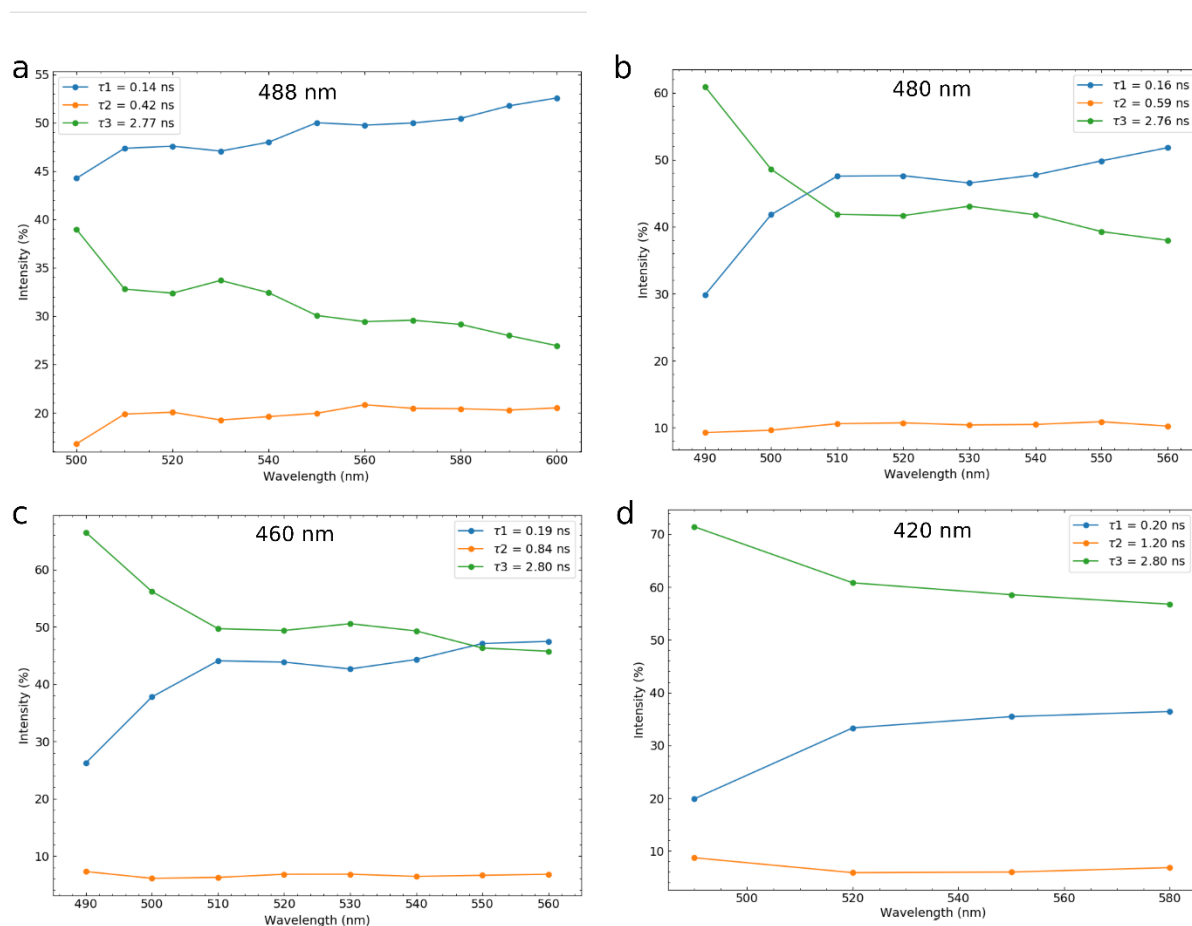 a
488 nm
τ1 = 0.14 ns
τ2 = 0.42 ns
τ3 = 2.77 ns
55
50
45
40
35
30
25
20
Intensity (%)
500
520
540
560
580
600
Wavelength (nm)
b
480 nm
τ1 = 0.16 ns
τ2 = 0.59 ns
τ3 = 2.76 ns
60
50
40
30
20
10
Intensity (%)
490
500
510
520
530
540
550
560
Wavelength (nm)
c
460 nm
τ1 = 0.19 ns
τ2 = 0.84 ns
τ3 = 2.80 ns
60
50
40
30
20
10
Intensity (%)
490
500
510
520
530
540
550
560
Wavelength (nm)
d
420 nm
τ1 = 0.20 ns
τ2 = 1.20 ns
τ3 = 2.80 ns
70
60
50
40
30
20
10
Intensity (%)
500
520
540
560
580
Wavelength (nm)